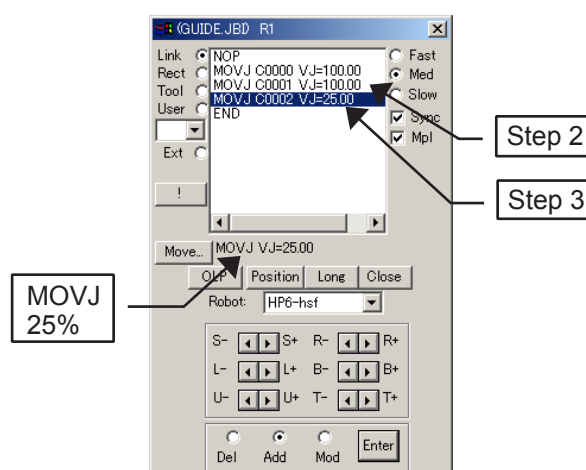 (GUIDE.JBI) R1
Link
Rect
Tool
User
Ext
!
NOP
MOVJ C0000 VJ=100.00
MOVJ C0001 VJ=100.00
MOVJ C0002 VJ=25.00
END
Fast
Med
Slow
Sync
Mpl
Step 2
Step 3
Move...
MOVJ VJ=25.00
MOVJ
25%
OLP Position Long Close
Robot: HP6-hsf
S- S+ R- R+
L- L+ B- B+
U- U+ T- T+
Del Add Mod Enter